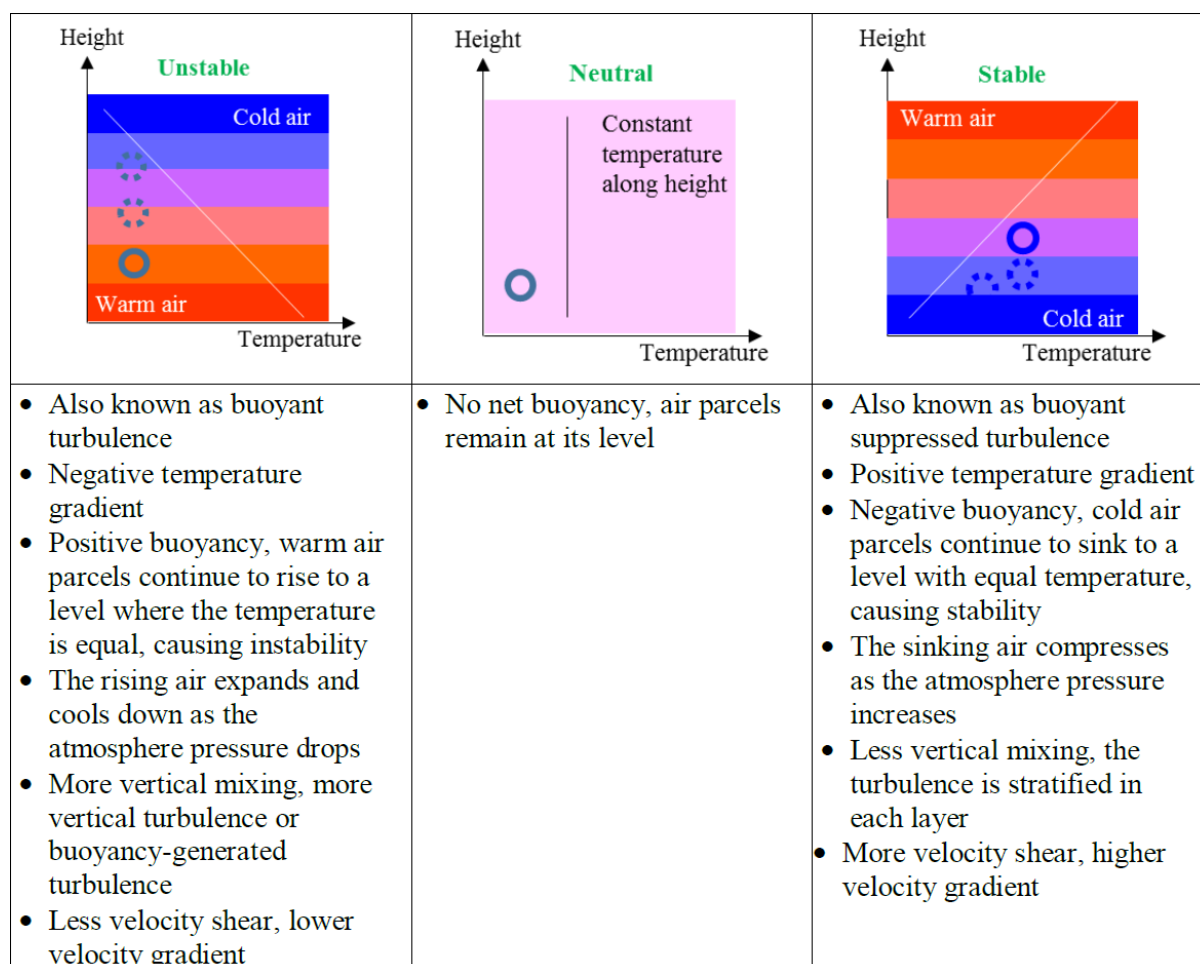 Height
Unstable
Cold air
Warm air
Temperature
Height
Neutral
Constant
temperature
along height
Temperature
Height
Stable
Warm air
Cold air
Temperature
• Also known as buoyant
turbulence
• Negative temperature
gradient
• Positive buoyancy, warm air
parcels continue to rise to a
level where the temperature
is equal, causing instability
• The rising air expands and
cools down as the
atmosphere pressure drops
• More vertical mixing, more
vertical turbulence or
buoyancy-generated
turbulence
• Less velocity shear, lower
velocity gradient
• No net buoyancy, air parcels
remain at its level
• Also known as buoyant
suppressed turbulence
• Positive temperature gradient
• Negative buoyancy, cold air
parcels continue to sink to a
level with equal temperature,
causing stability
• The sinking air compresses
as the atmosphere pressure
increases
• Less vertical mixing, the
turbulence is stratified in
each layer
• More velocity shear, higher
velocity gradient